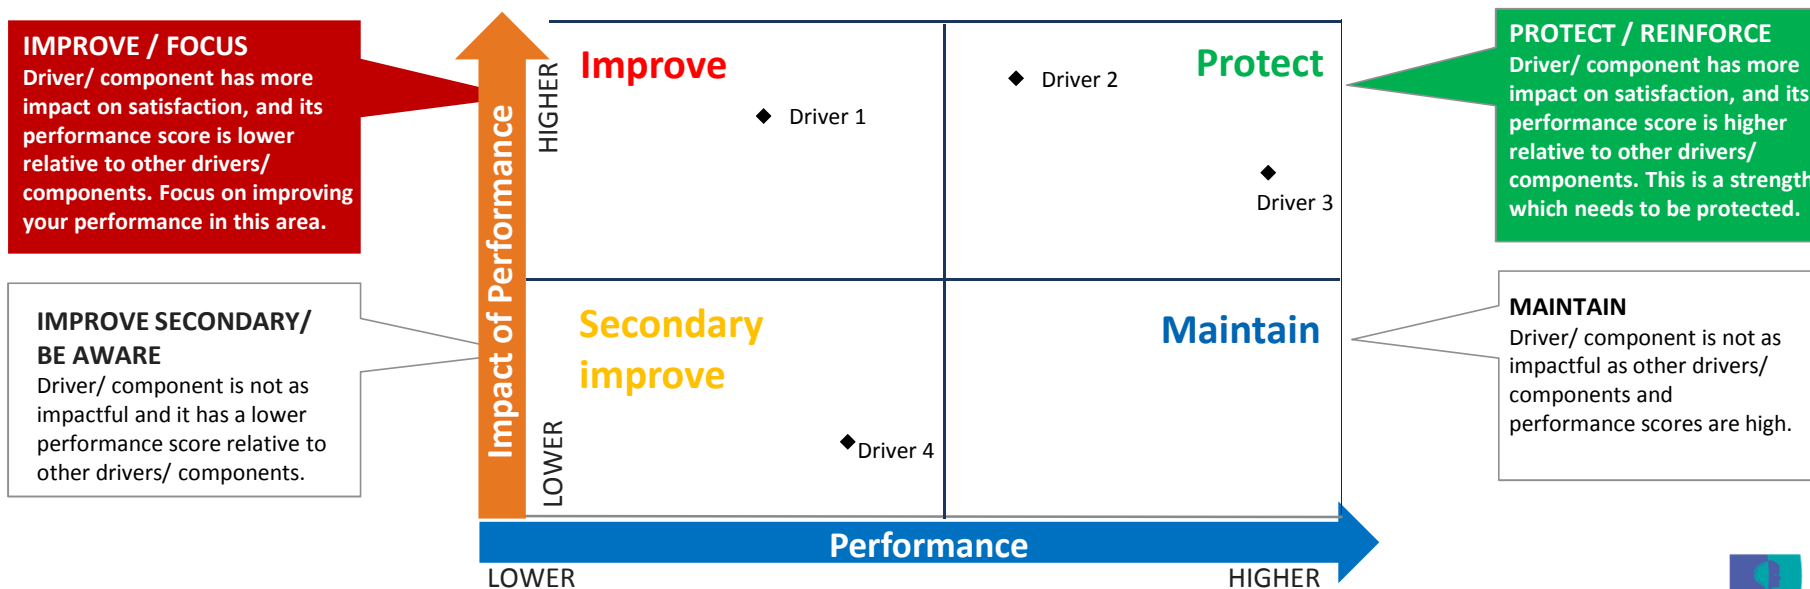 IMPROVE / FOCUS
Driver/ component has more
impact on satisfaction, and its
performance score is lower
relative to other drivers/
components. Focus on improving
your performance in this area.
IMPROVE SECONDARY/
BE AWARE
Driver/ component is not as
impactful and it has a lower
performance score relative to
other drivers/ components.
Impact of Performance
HIGHER
LOWER
Improve
Driver 1
Driver 2
Protect
Driver 3
Secondary
improve
Driver 4
Maintain
Performance
LOWER
HIGHER
PROTECT / REINFORCE
Driver/ component has more
impact on satisfaction, and its
performance score is higher
relative to other drivers/
components. This is a strength
which needs to be protected.
MAINTAIN
Driver/ component is not as
impactful as other drivers/
components and
performance scores are high.